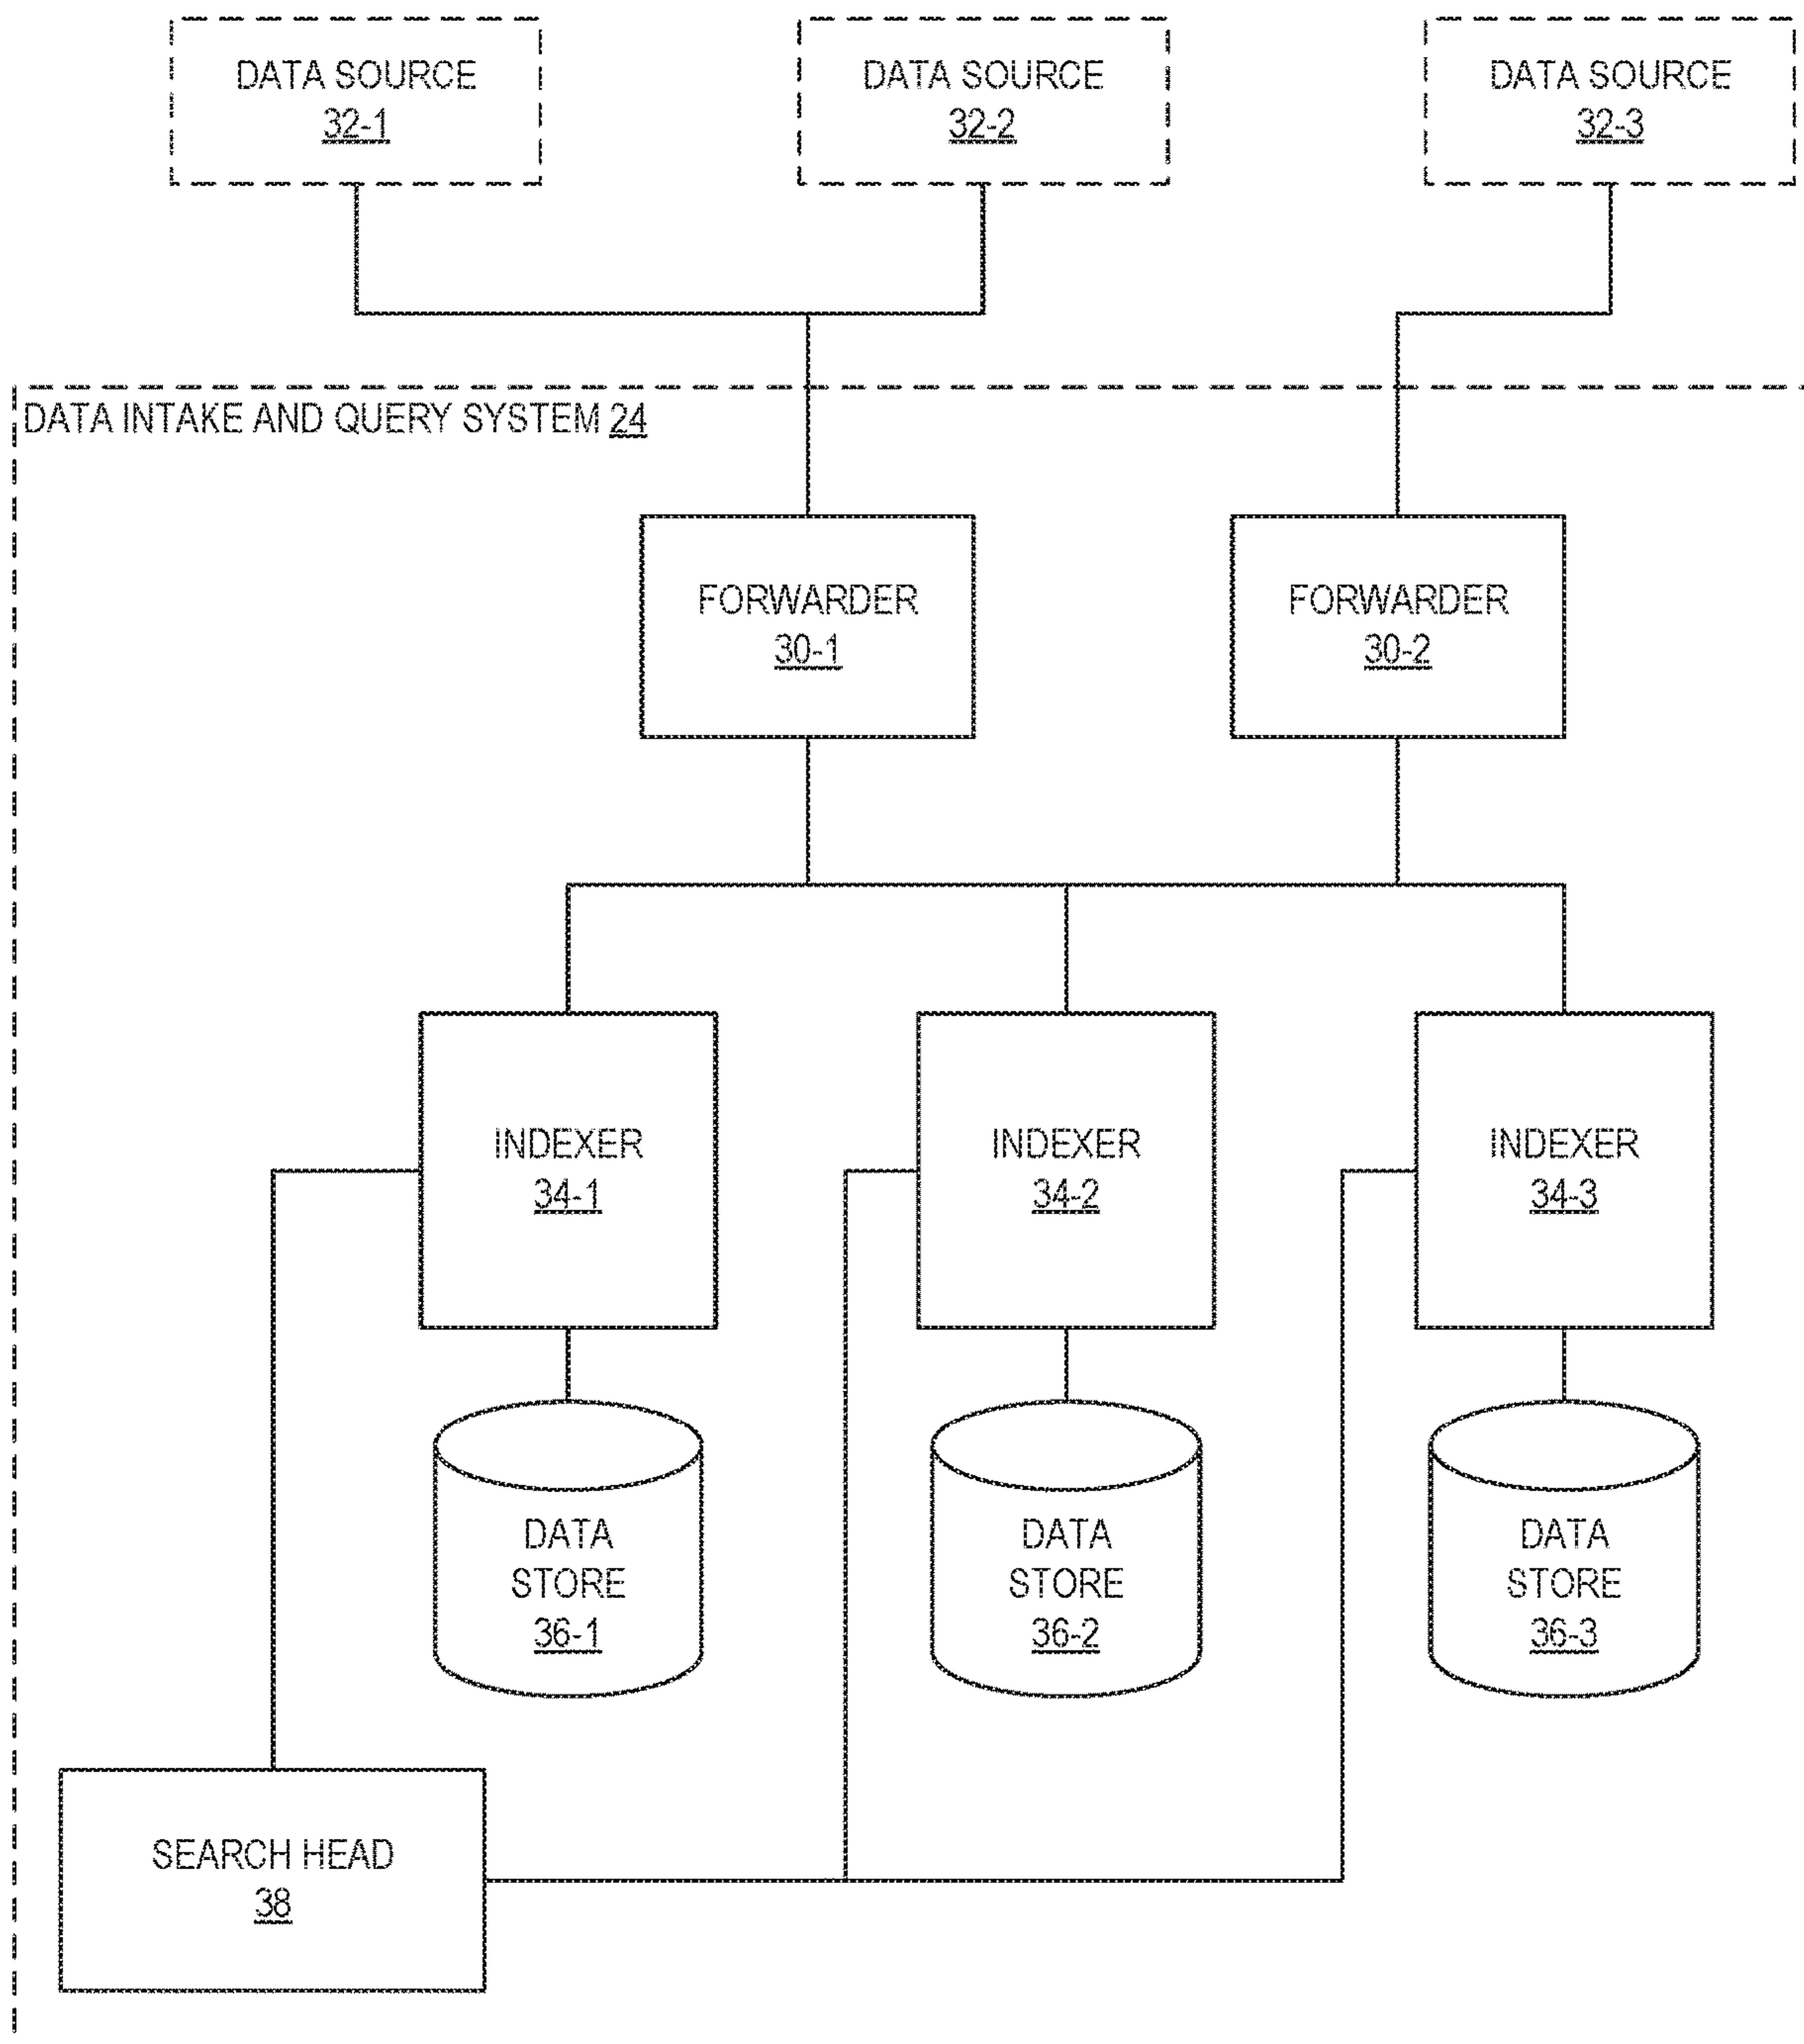 DATA SOURCE
32-1
DATA SOURCE
32-2
DATA SOURCE
32-3
DATA INTAKE AND QUERY SYSTEM 24
FORWARDER
30-1
FORWARDER
30-2
INDEXER
34-1
INDEXER
34-2
INDEXER
34-3
DATA
STORE
36-1
DATA
STORE
36-2
DATA
STORE
36-3
SEARCH HEAD
38